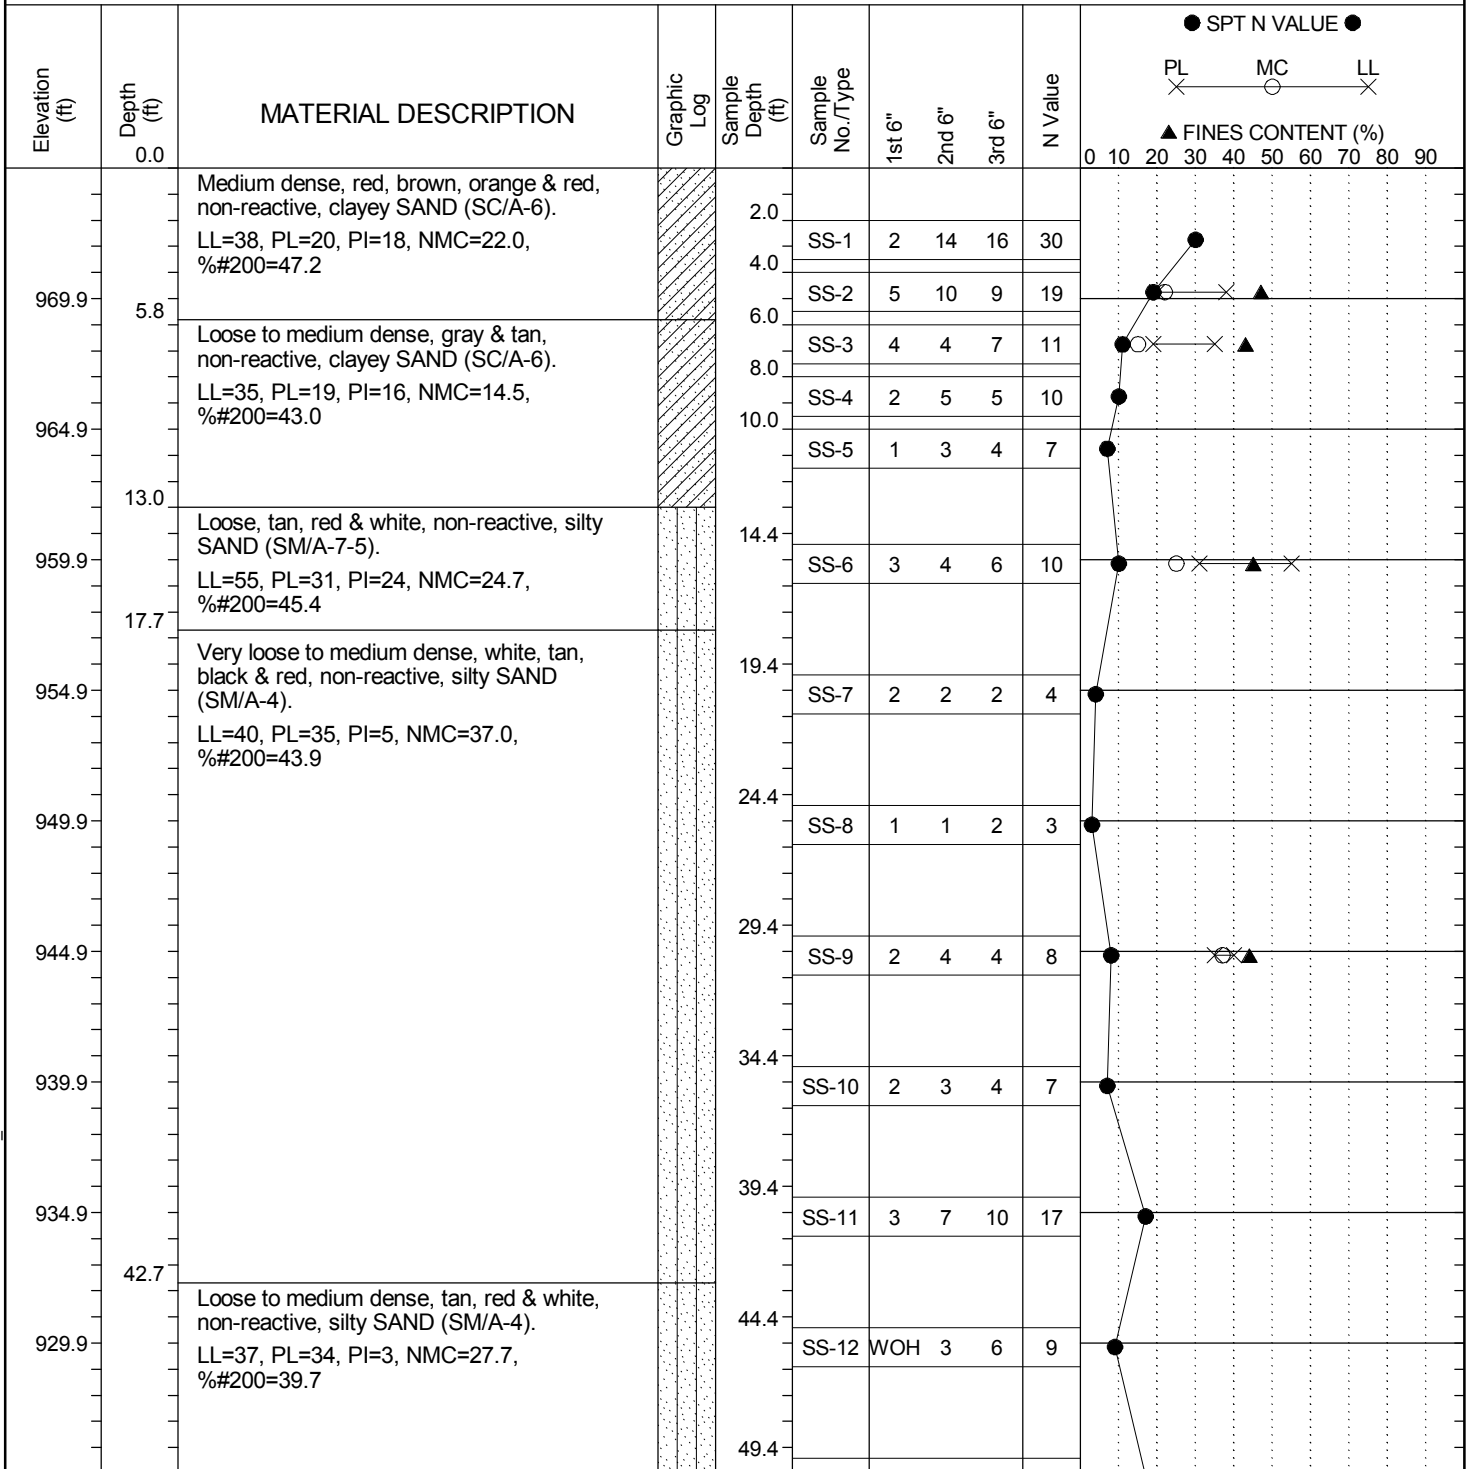 ● SPT N VALUE ●
PL MC LL
▲ FINES CONTENT (%)
0 10 20 30 40 50 60 70 80 90
Elevation (ft)
Depth (ft)
0.0
MATERIAL DESCRIPTION
Graphic Log
Sample Depth (ft)
Sample No./Type
1st 6"
2nd 6"
3rd 6"
N Value
Medium dense, red, brown, orange & red,
non-reactive, clayey SAND (SC/A-6).
2.0
LL=38, PL=20, PI=18, NMC=22.0,
SS-1 2 14 16 30
%#200=47.2
4.0
969.9
SS-2 5 10 9 19
5.8
6.0
Loose to medium dense, gray & tan,
non-reactive, clayey SAND (SC/A-6).
SS-3 4 4 7 11
8.0
LL=35, PL=19, PI=16, NMC=14.5,
SS-4 2 5 5 10
%#200=43.0
10.0
964.9
SS-5 1 3 4 7
13.0
Loose, tan, red & white, non-reactive, silty
14.4
SAND (SM/A-7-5).
959.9
SS-6 3 4 6 10
LL=55, PL=31, PI=24, NMC=24.7,
%#200=45.4
17.7
Very loose to medium dense, white, tan,
19.4
black & red, non-reactive, silty SAND
954.9
(SM/A-4).
SS-7 2 2 2 4
LL=40, PL=35, PI=5, NMC=37.0,
%#200=43.9
24.4
949.9
SS-8 1 1 2 3
29.4
944.9
SS-9 2 4 4 8
34.4
939.9
SS-10 2 3 4 7
39.4
934.9
SS-11 3 7 10 17
42.7
Loose to medium dense, tan, red & white,
44.4
non-reactive, silty SAND (SM/A-4).
929.9
SS-12 WOH 3 6 9
LL=37, PL=34, PI=3, NMC=27.7,
%#200=39.7
49.4